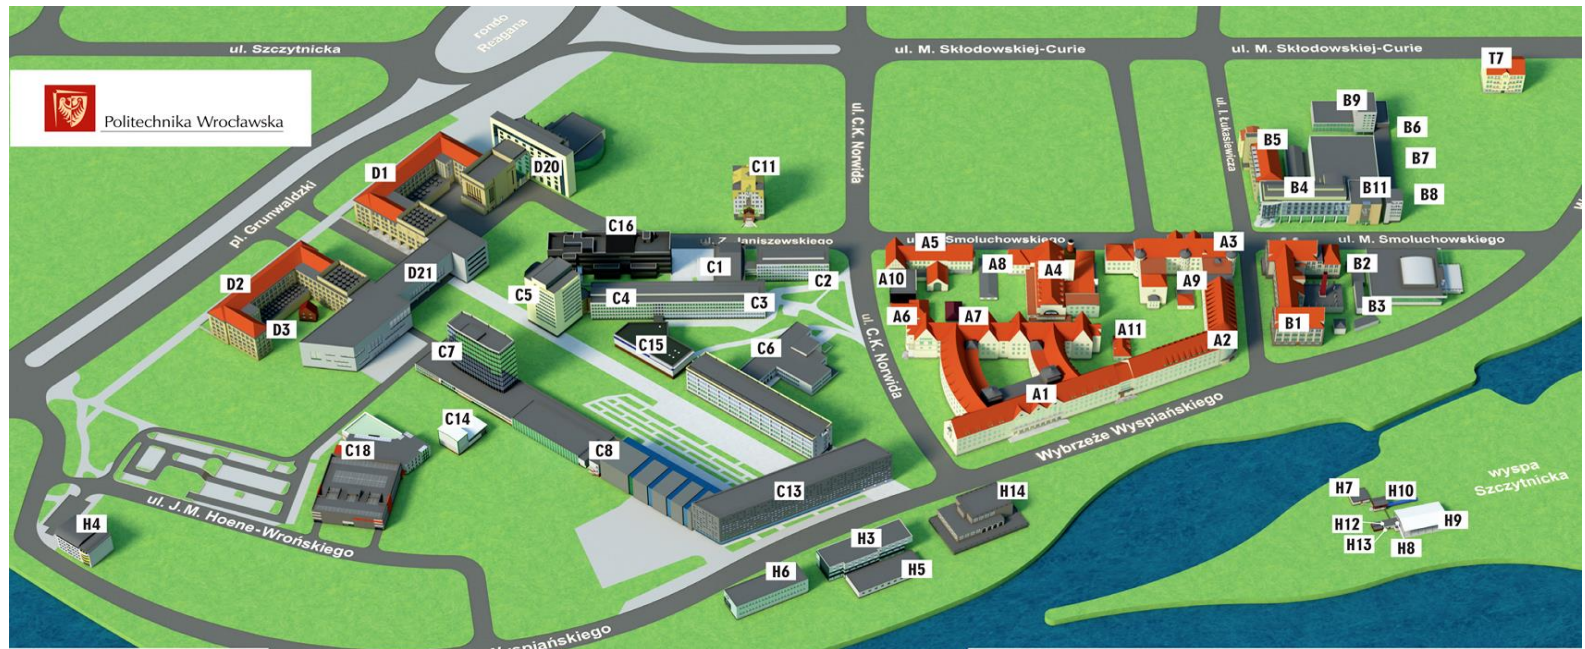 rondo
Reagana
ul. Szczytnicka
ul. M. Skłodowskiej-Curie
ul. M. Skłodowskiej-Curie
T7
Politechnika Wrocławska
ul. C.K. Norwida
ul. I. Łukasiewicza
B9
B6
B5
B7
B4
B11
B8
D1
D20
C11
pl. Grunwaldzki
C16
ul. Z. Janiszewskiego
ul. M. Smoluchowskiego
A5
A3
ul. M. Smoluchowskiego
D21
C1
A8
A4
B2
D2
C5
C4
C3
C2
A10
A9
B3
D3
A6
A7
A11
B1
A2
ul. C.K. Norwida
C7
C15
C6
A1
Wybrzeże Wyspiańskiego
C14
C18
C8
C13
wyspa
Szczytnicka
H14
H7
H10
H12
H9
H13
H8
H4
ul. J.M. Hoene-Wrońskiego
H3
H6
H5
Wyspiańskiego